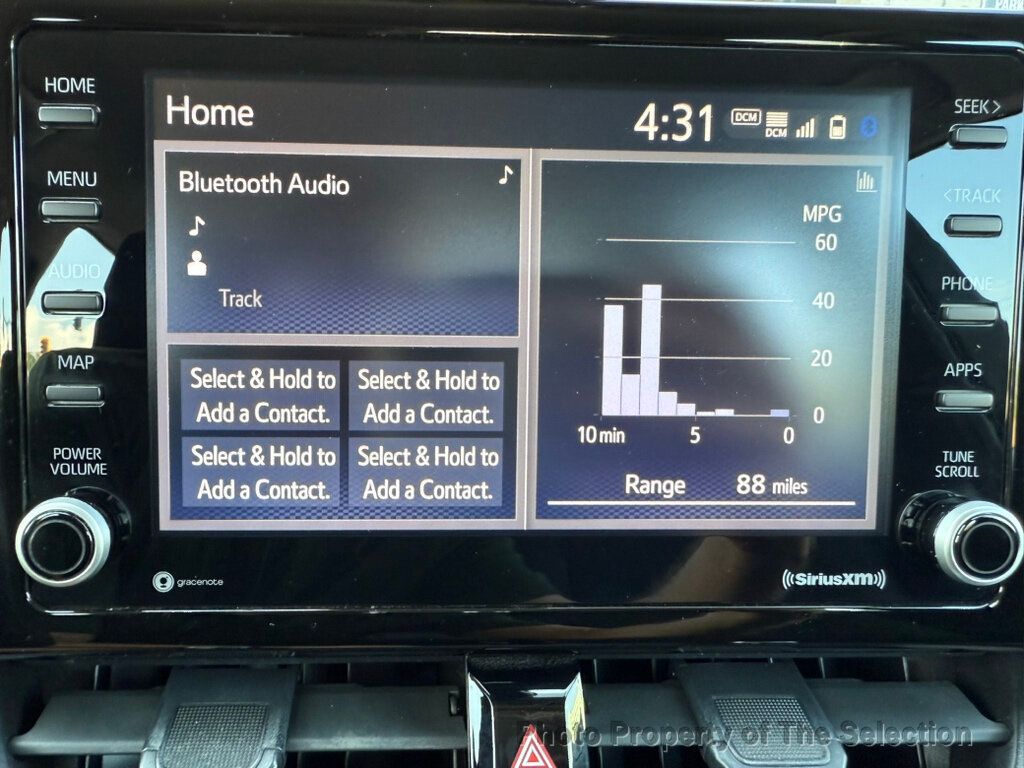 PARK
HOME
MENU
AUDIO
MAP
POWER
VOLUME
Home
4:31
DCM
DCM
Bluetooth Audio
Track
Select & Hold to
Add a Contact.
Select & Hold to
Add a Contact.
Select & Hold to
Add a Contact.
Select & Hold to
Add a Contact.
MPG
60
40
20
0
10 min 5 0
Range 88 miles
SEEK >
< TRACK
PHONE
APPS
TUNE
SCROLL
gracenote
((SiriusXM))
Photo Property of The Selection